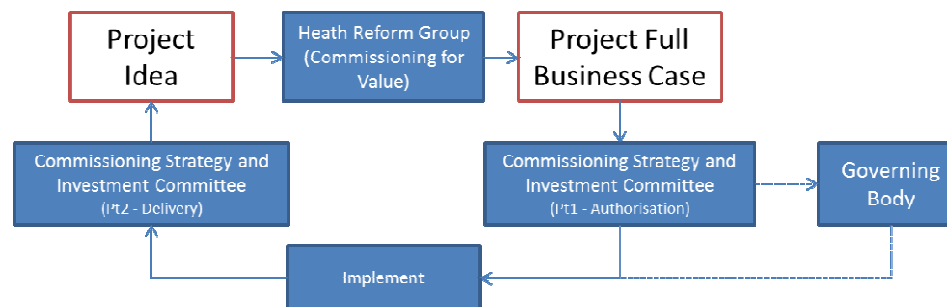 Project
Idea
Heath Reform Group
(Commissioning for
Value)
Project Full
Business Case
Commissioning Strategy and
Investment Committee
(Pt2 - Delivery)
Commissioning Strategy and
Investment Committee
(Pt1 - Authorisation)
Governing
Body
Implement